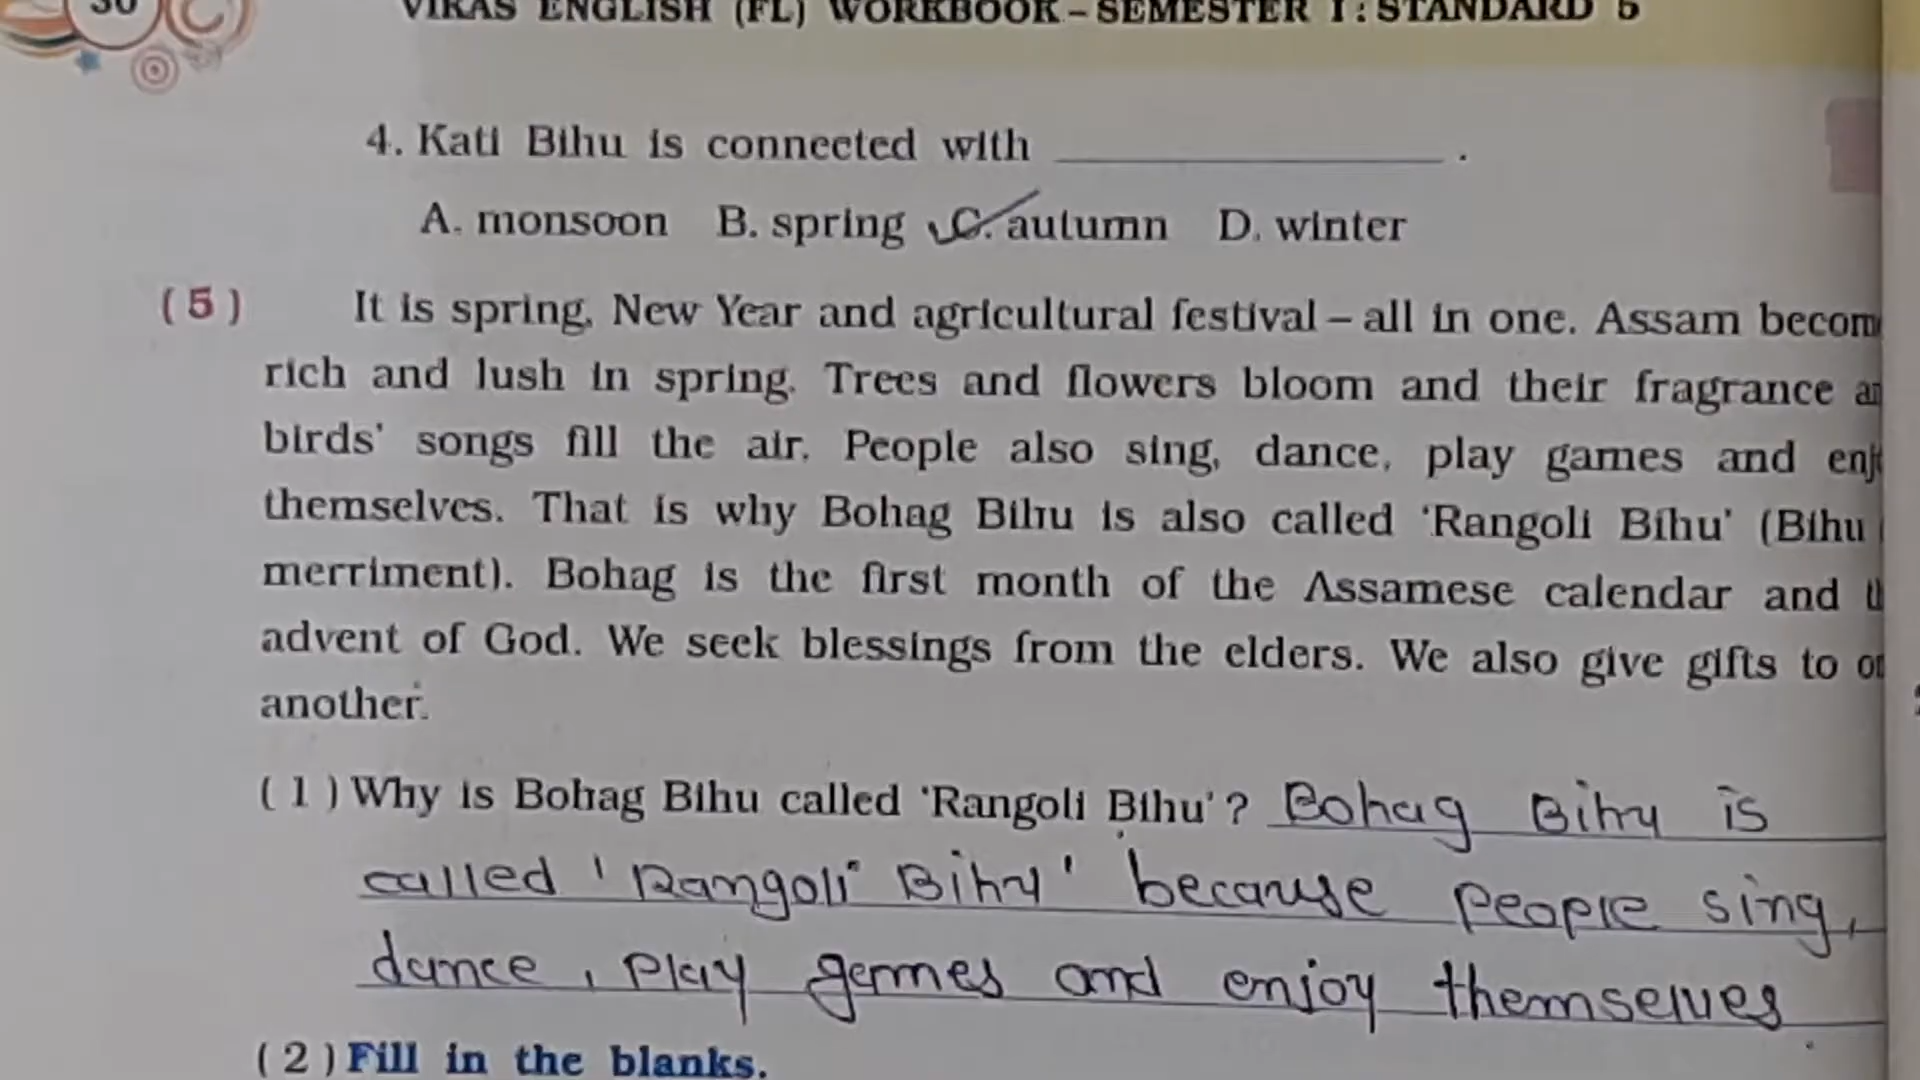 30
VIKAS ENGLISH (FL) WORKBOOK – SEMESTER I : STANDARD 5
4. Kati Bihu is connected with ____________ .
A. monsoon B. spring C. autumn D. winter
(5) It is spring, New Year and agricultural festival – all in one. Assam
rich and lush in spring. Trees and flowers bloom and their fragrance
birds' songs fill the air. People also sing, dance, play games and
themselves. That is why Bohag Bihu is also called 'Rangoli Bihu' (Bihu
merriment). Bohag is the first month of the Assamese calendar and
advent of God. We seek blessings from the elders. We also give gifts to
another.
(1) Why is Bohag Bihu called 'Rangoli Bihu'? Bohag Bihu is
called 'Rangoli Bihu' because people sing,
dance, play games and enjoy themselves
(2) Fill in the blanks.